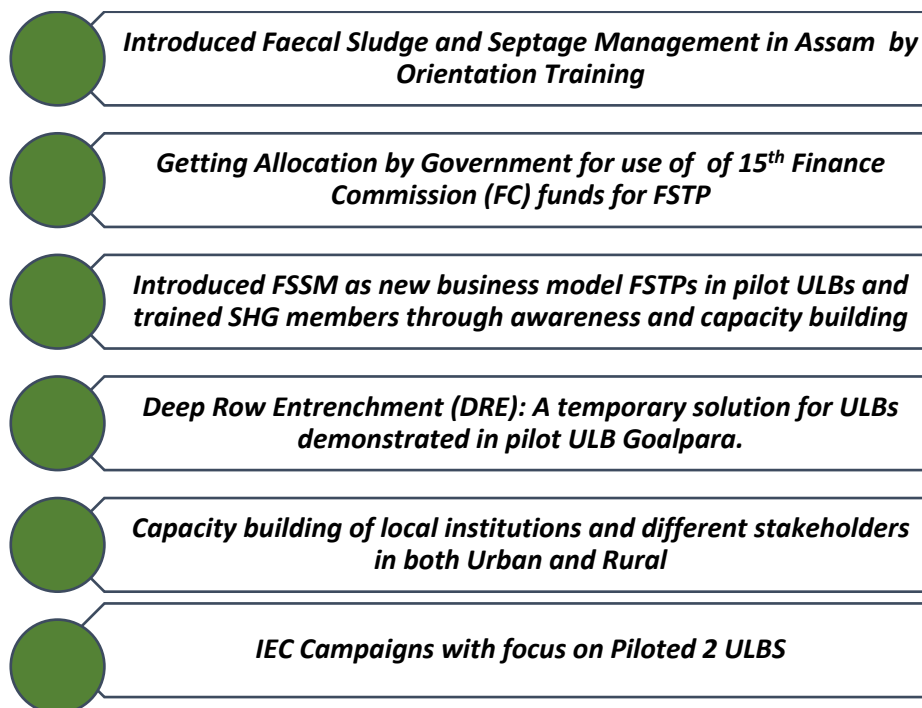 Introduced Faecal Sludge and Septage Management in Assam by
Orientation Training
Getting Allocation by Government for use of of 15th Finance
Commission (FC) funds for FSTP
Introduced FSSM as new business model FSTPs in pilot ULBs and
trained SHG members through awareness and capacity building
Deep Row Entrenchment (DRE): A temporary solution for ULBs
demonstrated in pilot ULB Goalpara.
Capacity building of local institutions and different stakeholders
in both Urban and Rural
IEC Campaigns with focus on Piloted 2 ULBS